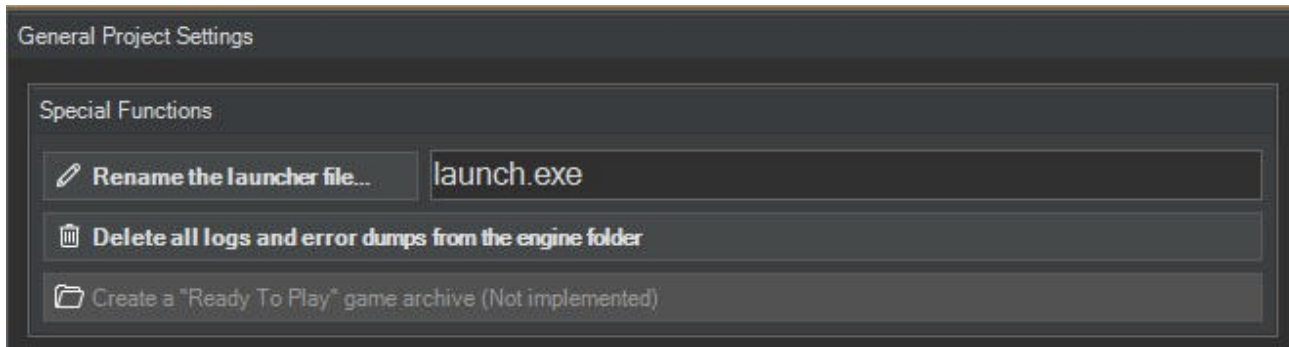 General Project Settings
Special Functions
Rename the launcher file... launch.exe
Delete all logs and error dumps from the engine folder
Create a "Ready To Play" game archive (Not implemented)